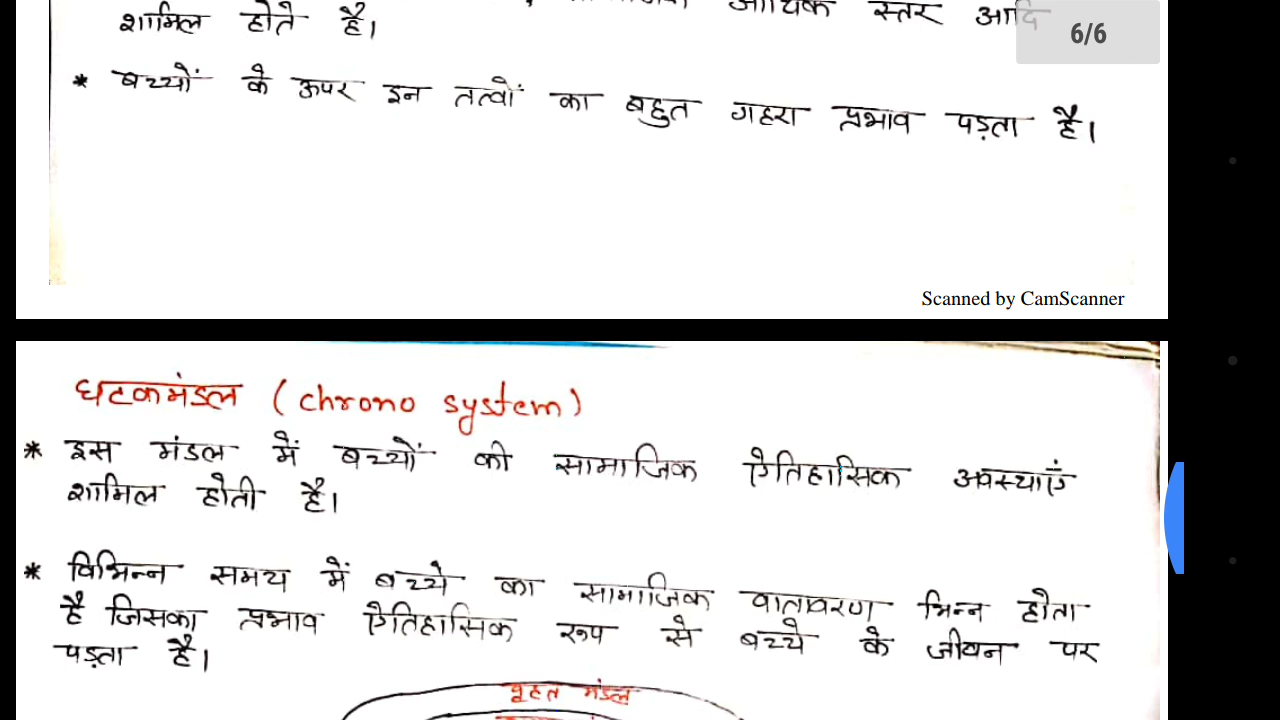 आर्थिक स्तर आदि
शामिल होते है।
6/6
* बच्चों के ऊपर इन तत्वों का बहुत गहरा प्रभाव पड़ता है।
Scanned by CamScanner
घटकमंडल (chrono system)
* इस मंडल में बच्चों की सामाजिक ऐतिहासिक अवस्थाएँ
शामिल होती है।
* विभिन्न समय में बच्चे का सामाजिक वातावरण भिन्न होता
है जिसका प्रभाव ऐतिहासिक रूप से बच्चे के जीवन पर
पड़ता है।
वृहत मंडल